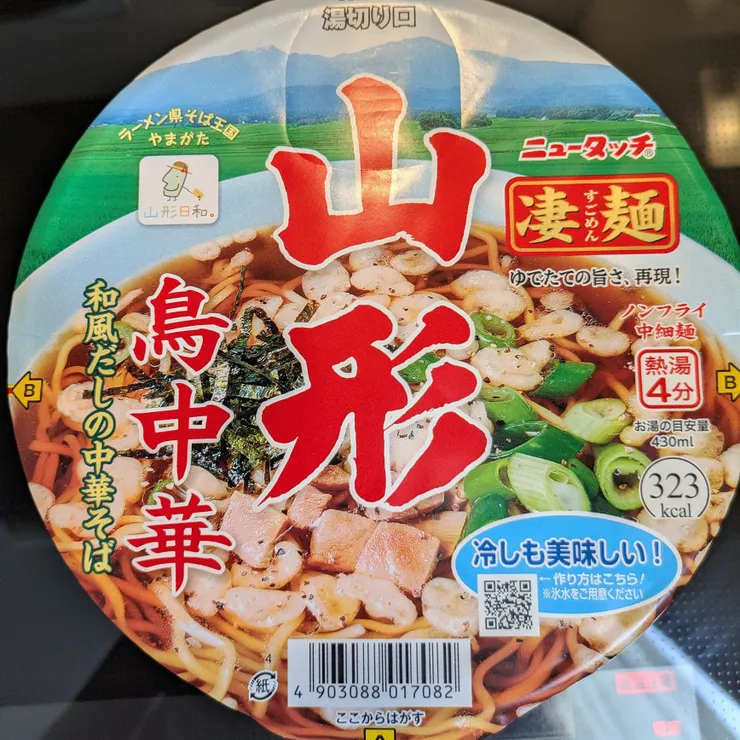 湯切り口
ラーメン県そば王国
やまがた
山形日和。
山形
鳥中華
和風だしの中華そば
ニュータッチ®
凄麺
すごめん
ゆでたての旨さ、再現！
ノンフライ
中細麺
熱湯
4分
お湯の目安量
430ml
323
kcal
B
B
冷しも美味しい！
←作り方はこちら！
※氷水をご用意ください
4
紙
4 903088 017082
ここからはがす
A